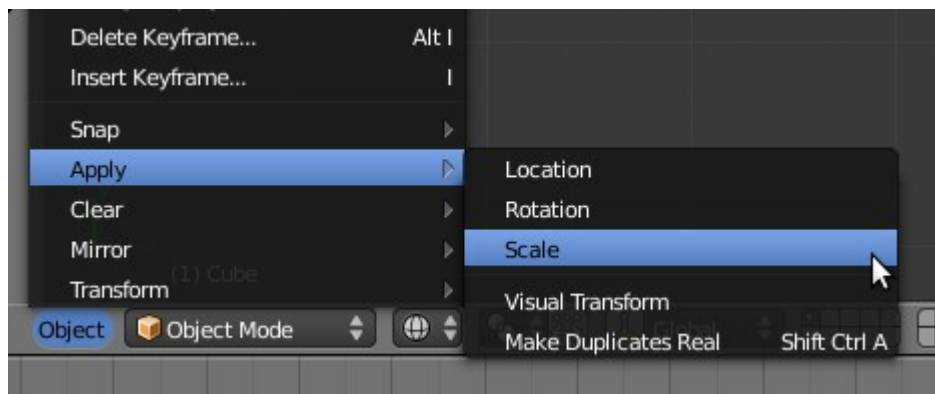 Delete Keyframe... Alt I
Insert Keyframe... I
Snap
Apply
Clear
Mirror
Transform
Location
Rotation
Scale
Visual Transform
Make Duplicates Real Shift Ctrl A
(1) Cube
Object Object Mode Global